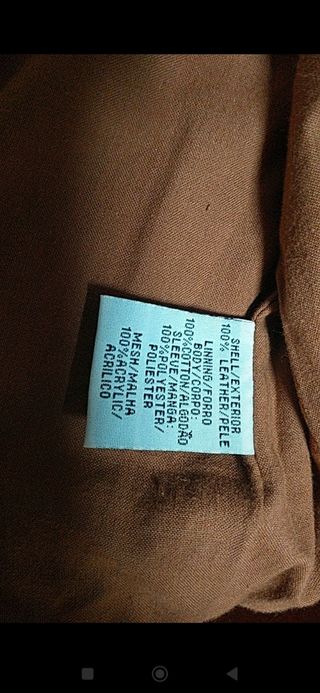 SHELL/EXTERIOR
100% LEATHER/PELE
INNING/FORRO
BODY/CORPO:
100%COTTON/ALGODÃO
SLEEVE/MANGA:
100%POLYESTER/
POLIESTER
MESH/MALHA
100%ACRYLIC/
ACRILICO